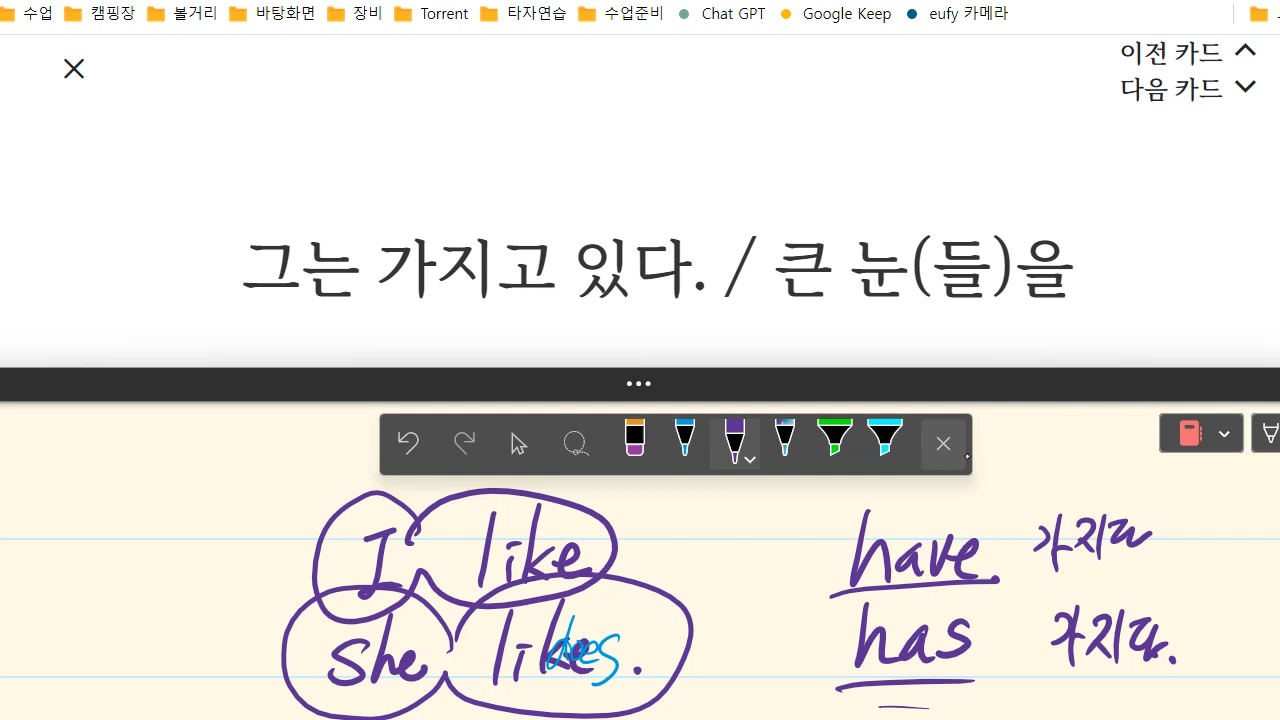 수업 캠핑장 볼거리 바탕화면 장비 Torrent 타자연습 수업준비 Chat GPT Google Keep eufy 카메라
이전 카드
다음 카드
그는 가지고 있다. / 큰 눈(들)을
I like have. 가지다
She like does. has 가지다.